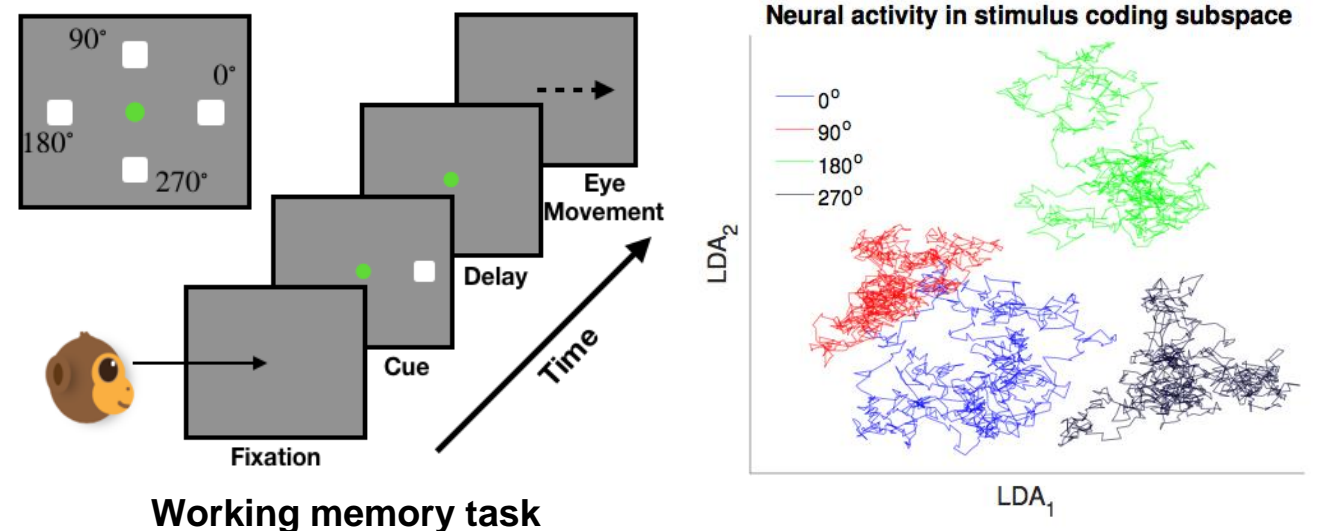 90°
0°
180°
270°
Fixation
Cue
Delay
Eye
Movement
Time
Working memory task
Neural activity in stimulus coding subspace
0°
90°
180°
270°
LDA₂
LDA₁